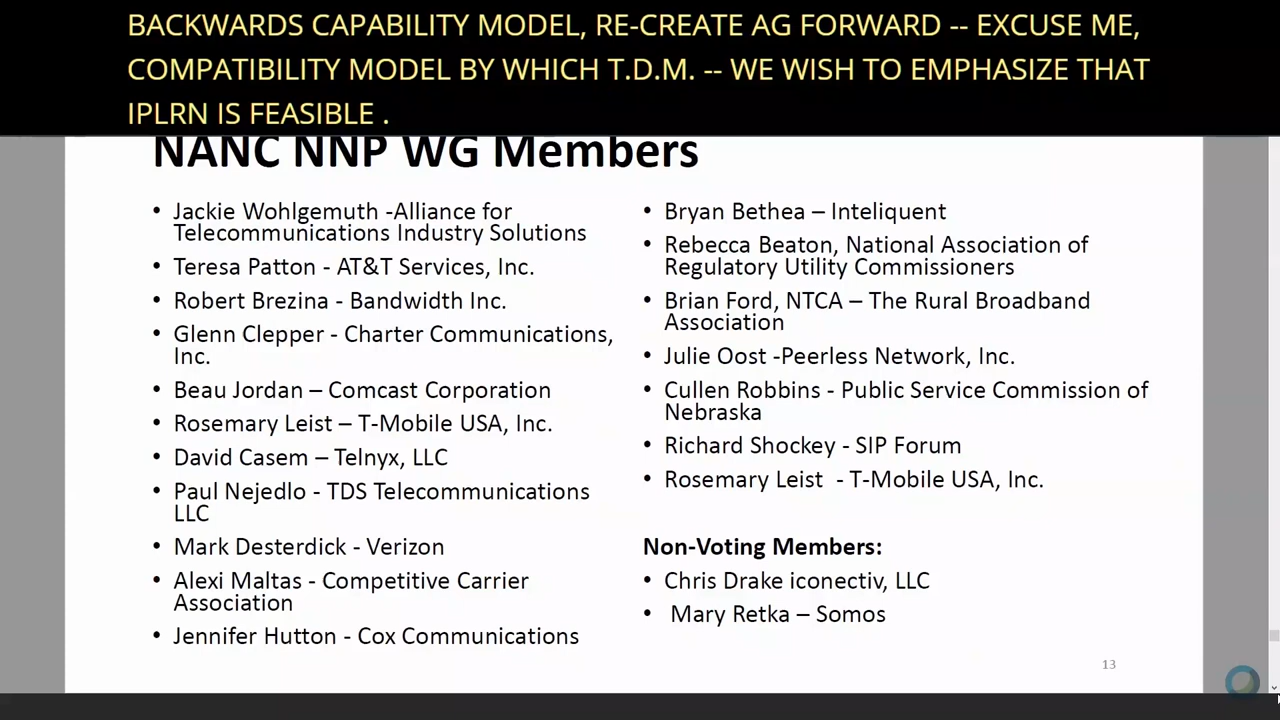 BACKWARDS CAPABILITY MODEL, RE-CREATE AG FORWARD -- EXCUSE ME,
COMPATIBILITY MODEL BY WHICH T.D.M. -- WE WISH TO EMPHASIZE THAT
IPLRN IS FEASIBLE .
NANC NNP WG Members
• Jackie Wohlgemuth -Alliance for
Telecommunications Industry Solutions
• Teresa Patton - AT&T Services, Inc.
• Robert Brezina - Bandwidth Inc.
• Glenn Clepper - Charter Communications,
Inc.
• Beau Jordan – Comcast Corporation
• Rosemary Leist – T-Mobile USA, Inc.
• David Casem – Telnyx, LLC
• Paul Nejedlo - TDS Telecommunications
LLC
• Mark Desterdick - Verizon
• Alexi Maltas - Competitive Carrier
Association
• Jennifer Hutton - Cox Communications
• Bryan Bethea – Inteliquent
• Rebecca Beaton, National Association of
Regulatory Utility Commissioners
• Brian Ford, NTCA – The Rural Broadband
Association
• Julie Oost -Peerless Network, Inc.
• Cullen Robbins - Public Service Commission of
Nebraska
• Richard Shockey - SIP Forum
• Rosemary Leist  - T-Mobile USA, Inc.
Non-Voting Members:
• Chris Drake iconectiv, LLC
• Mary Retka – Somos
13